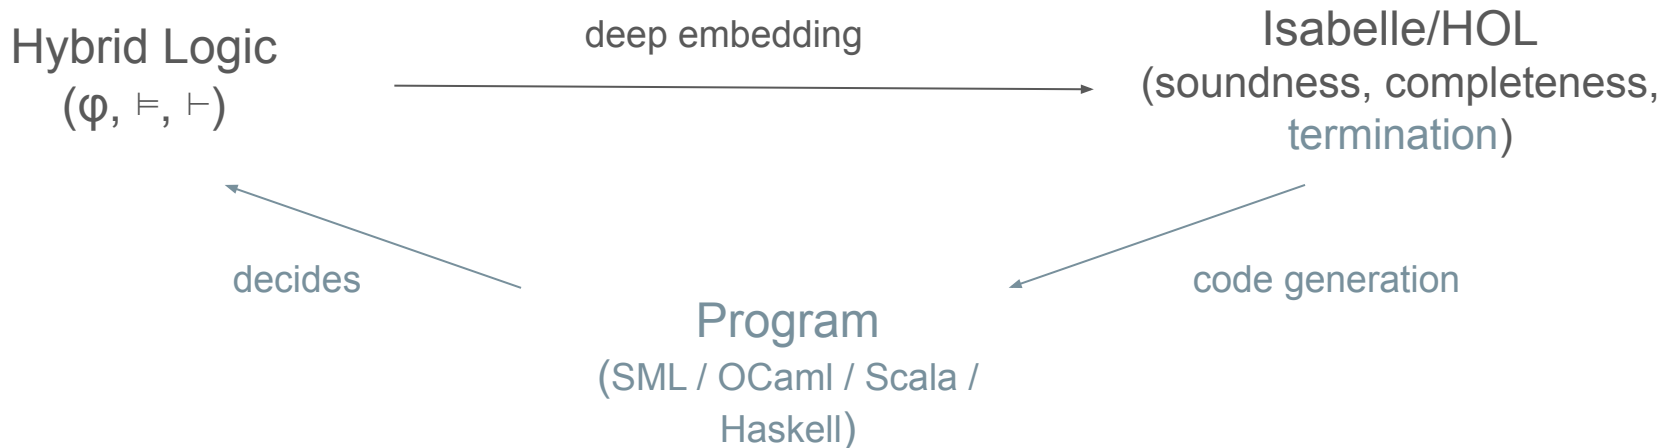 Hybrid Logic
(φ, ⊨, ⊢)
deep embedding
Isabelle/HOL
(soundness, completeness,
termination)
decides
code generation
Program
(SML / OCaml / Scala /
Haskell)